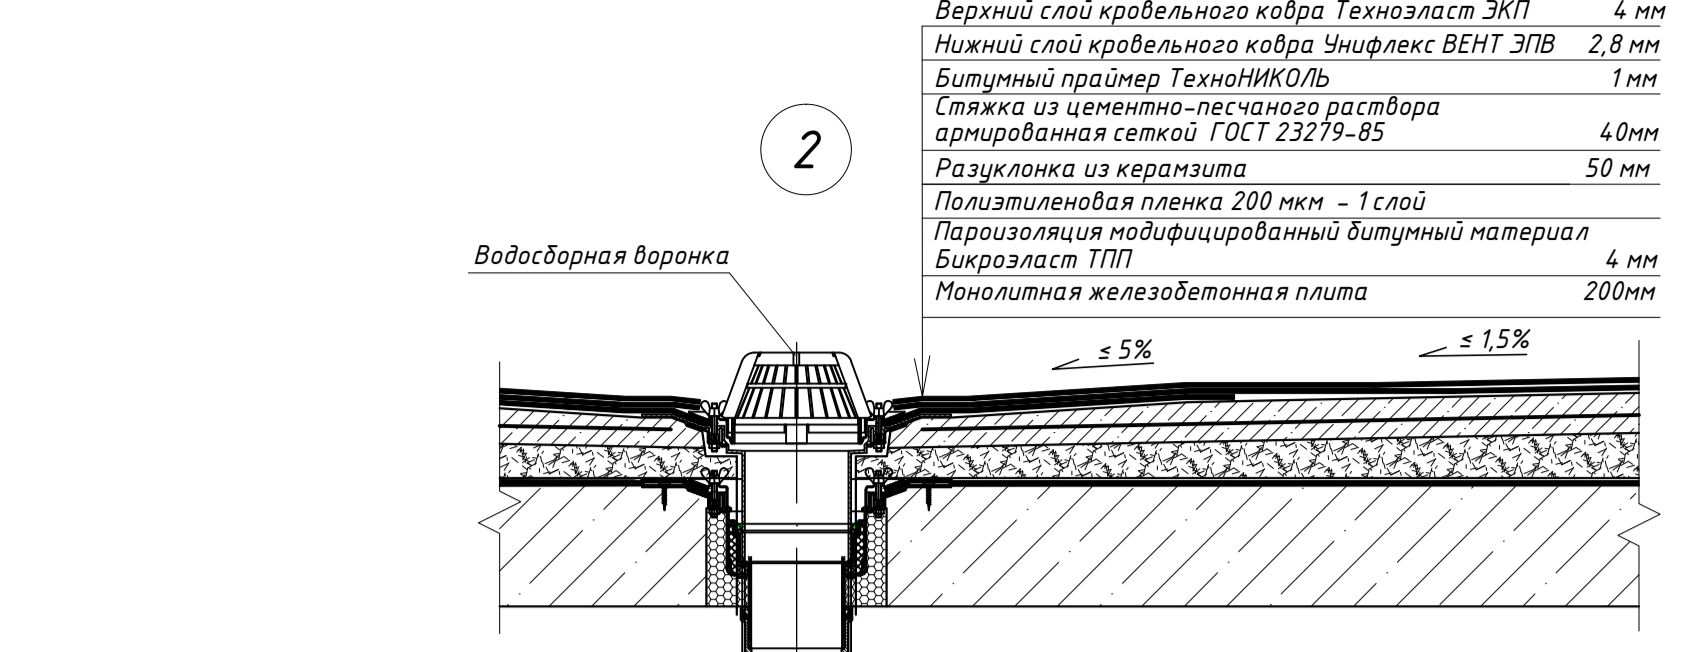 Верхний слой кровельного ковра Техноэласт ЭКП 4 мм
Нижний слой кровельного ковра Унифлекс ВЕНТ ЭПВ 2,8 мм
Битумный праймер ТехноНИКОЛЬ 1 мм
Стяжка из цементно-песчаного раствора
армированная сеткой ГОСТ 23279-85 40мм
Разуклонка из керамзита 50 мм
Полиэтиленовая пленка 200 мкм - 1 слой
Пароизоляция модифицированный битумный материал
Бикроэласт ТПП 4 мм
Монолитная железобетонная плита 200мм
2
Водосборная воронка
≤ 5%
≤ 1,5%